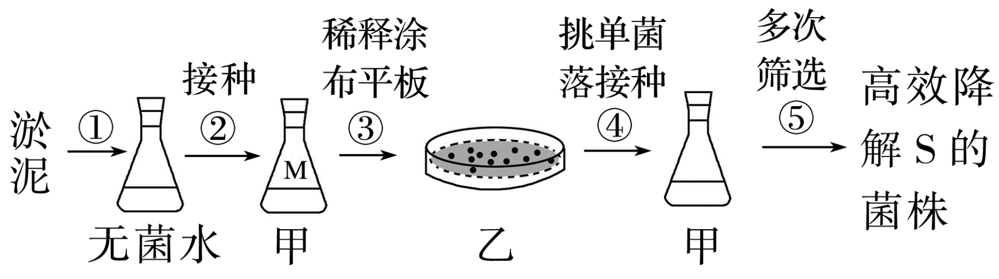 淤泥
①
无菌水
接种
②
M
甲
稀释涂
布平板
③
乙
挑单菌
落接种
④
甲
多次
筛选
⑤
高效降
解S的
菌株